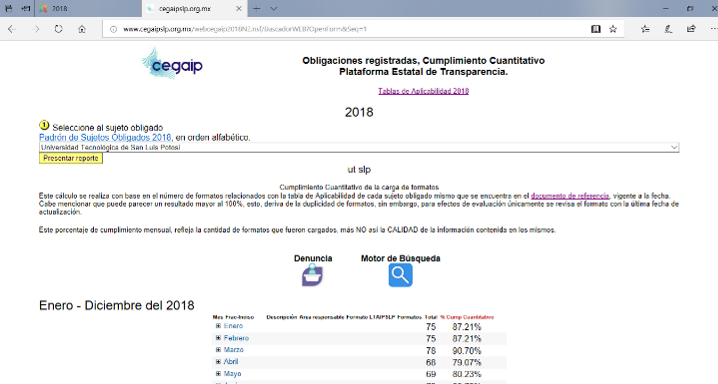 2018
cegaipslp.org.mx
www.cegaipslp.org.mx/webcegaip2018N2.nsf/BuscadorWLB?OpenForm&Seq=1
cegaip
Obligaciones registradas, Cumplimiento Cuantitativo
Plataforma Estatal de Transparencia.
Tablas de Aplicabilidad 2018
2018
1 Seleccione al sujeto obligado
Padrón de Sujetos Obligados 2018, en orden alfabético.
Universidad Tecnológica de San Luis Potosí
Presentar reporte
ut slp
Cumplimiento Cuantitativo de la carga de formatos
Este cálculo se realiza con base en el número de formatos relacionados con la tabla de Aplicabilidad de cada sujeto obligado mismo que se encuentra en el documento de referencia, vigente a la fecha.
Cabe mencionar que puede parecer un resultado mayor al 100%, esto, deriva de la duplicidad de formatos, sin embargo, para efectos de evaluación únicamente se revisa el formato con la última fecha de
actualización.
Este porcentaje de cumplimiento mensual, refleja la cantidad de formatos que fueron cargados, más NO así la CALIDAD de la información contenida en los mismos.
Denuncia Motor de Búsqueda
Enero - Diciembre del 2018
Mes Frac-Inciso Descripción Area responsable Formato LTAIPSLP Formatos Total % Cump Cuantitativo
Enero 75 87.21%
Febrero 75 87.21%
Marzo 78 90.70%
Abril 68 79.07%
Mayo 69 80.23%